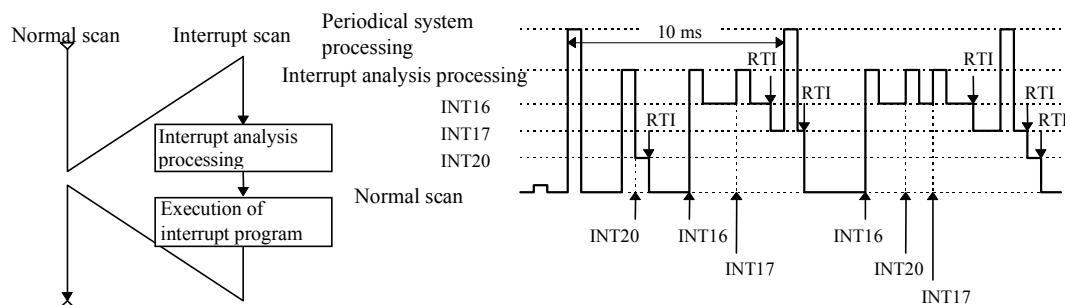 Normal scan
Interrupt scan
Interrupt analysis
processing
Execution of
interrupt program
Periodical system
processing
Interrupt analysis processing
INT16
INT17
INT20
Normal scan
10 ms
RTI
RTI
RTI
RTI
RTI
RTI
INT20
INT16
INT17
INT16
INT20
INT17